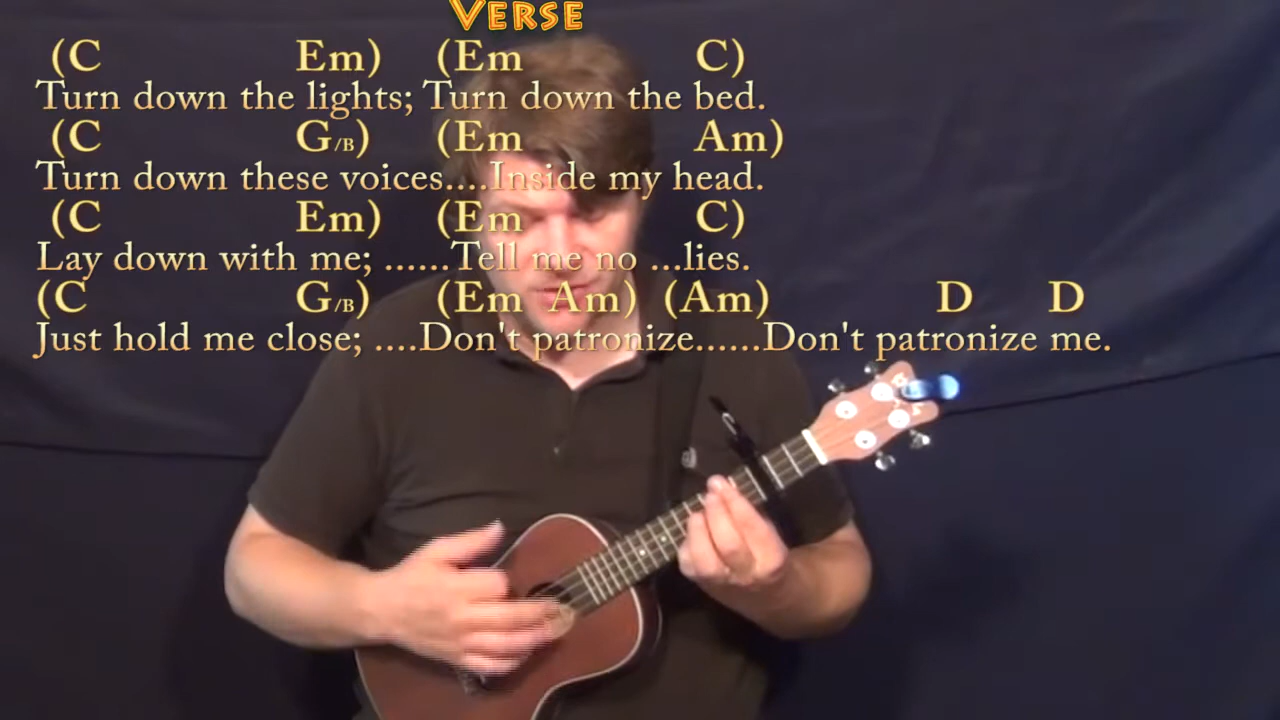 VERSE
(C Em) (Em C)
Turn down the lights; Turn down the bed.
(C G/B) (Em Am)
Turn down these voices....Inside my head.
(C Em) (Em C)
Lay down with me; ......Tell me no ...lies.
(C G/B) (Em Am) (Am) D D
Just hold me close; ....Don't patronize......Don't patronize me.